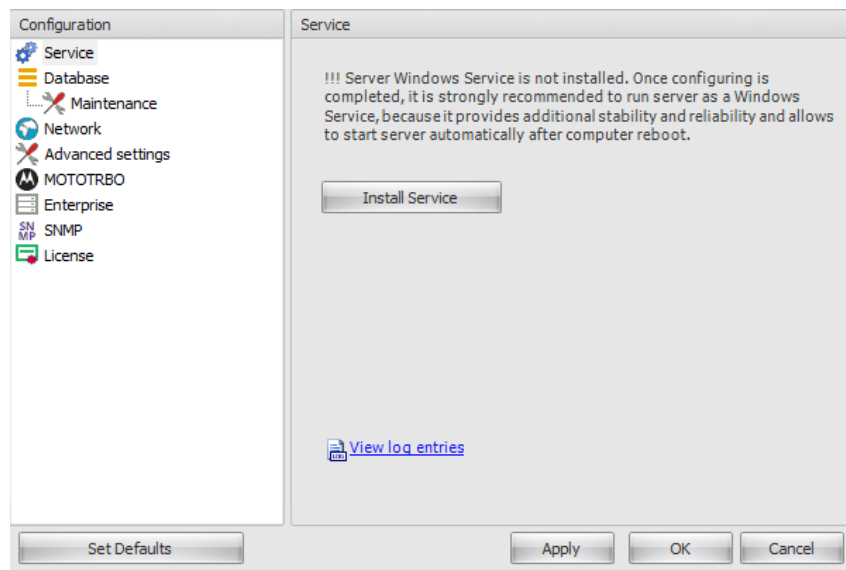 Configuration
Service
Database
Maintenance
Network
Advanced settings
MOTOTRBO
Enterprise
SN
MP
SNMP
License
Service
!!! Server Windows Service is not installed. Once configuring is
completed, it is strongly recommended to run server as a Windows
Service, because it provides additional stability and reliability and allows
to start server automatically after computer reboot.
Install Service
LOG
View log entries
Set Defaults
Apply
OK
Cancel